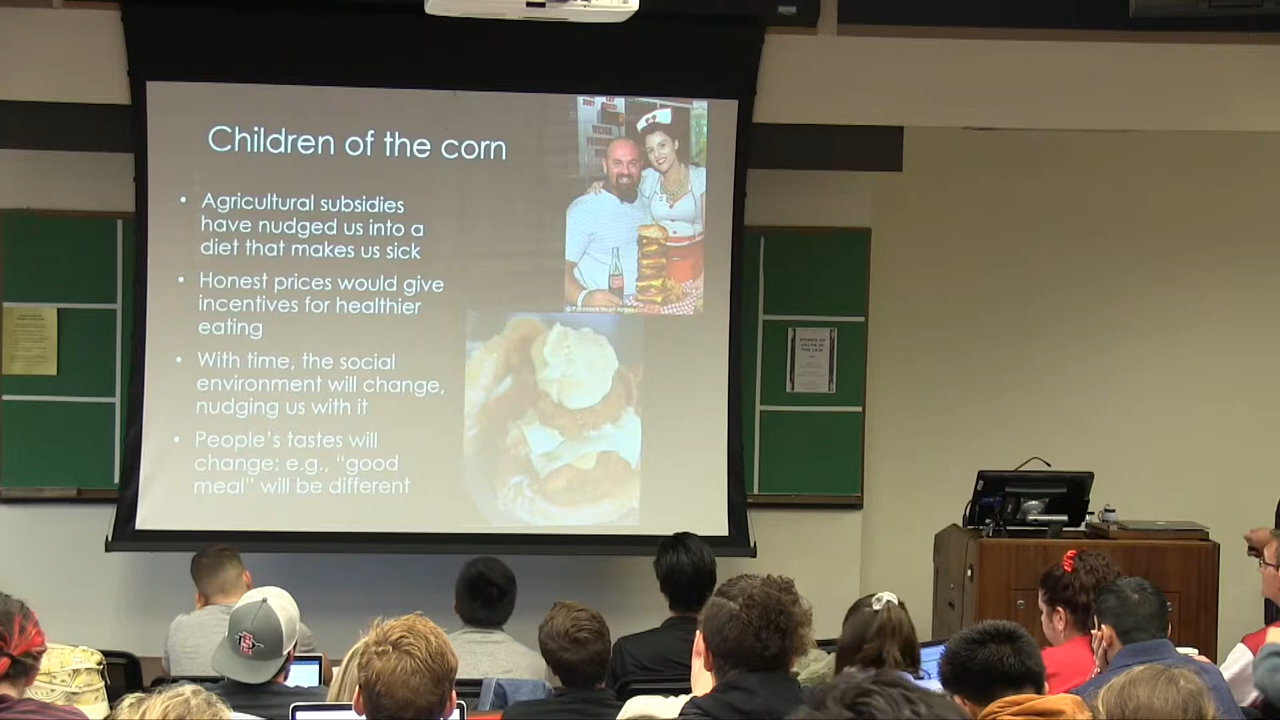 Children of the corn
• Agricultural subsidies
have nudged us into a
diet that makes us sick
• Honest prices would give
incentives for healthier
eating
• With time, the social
environment will change,
nudging us with it
• People's tastes will
change: e.g., "good
meal" will be different